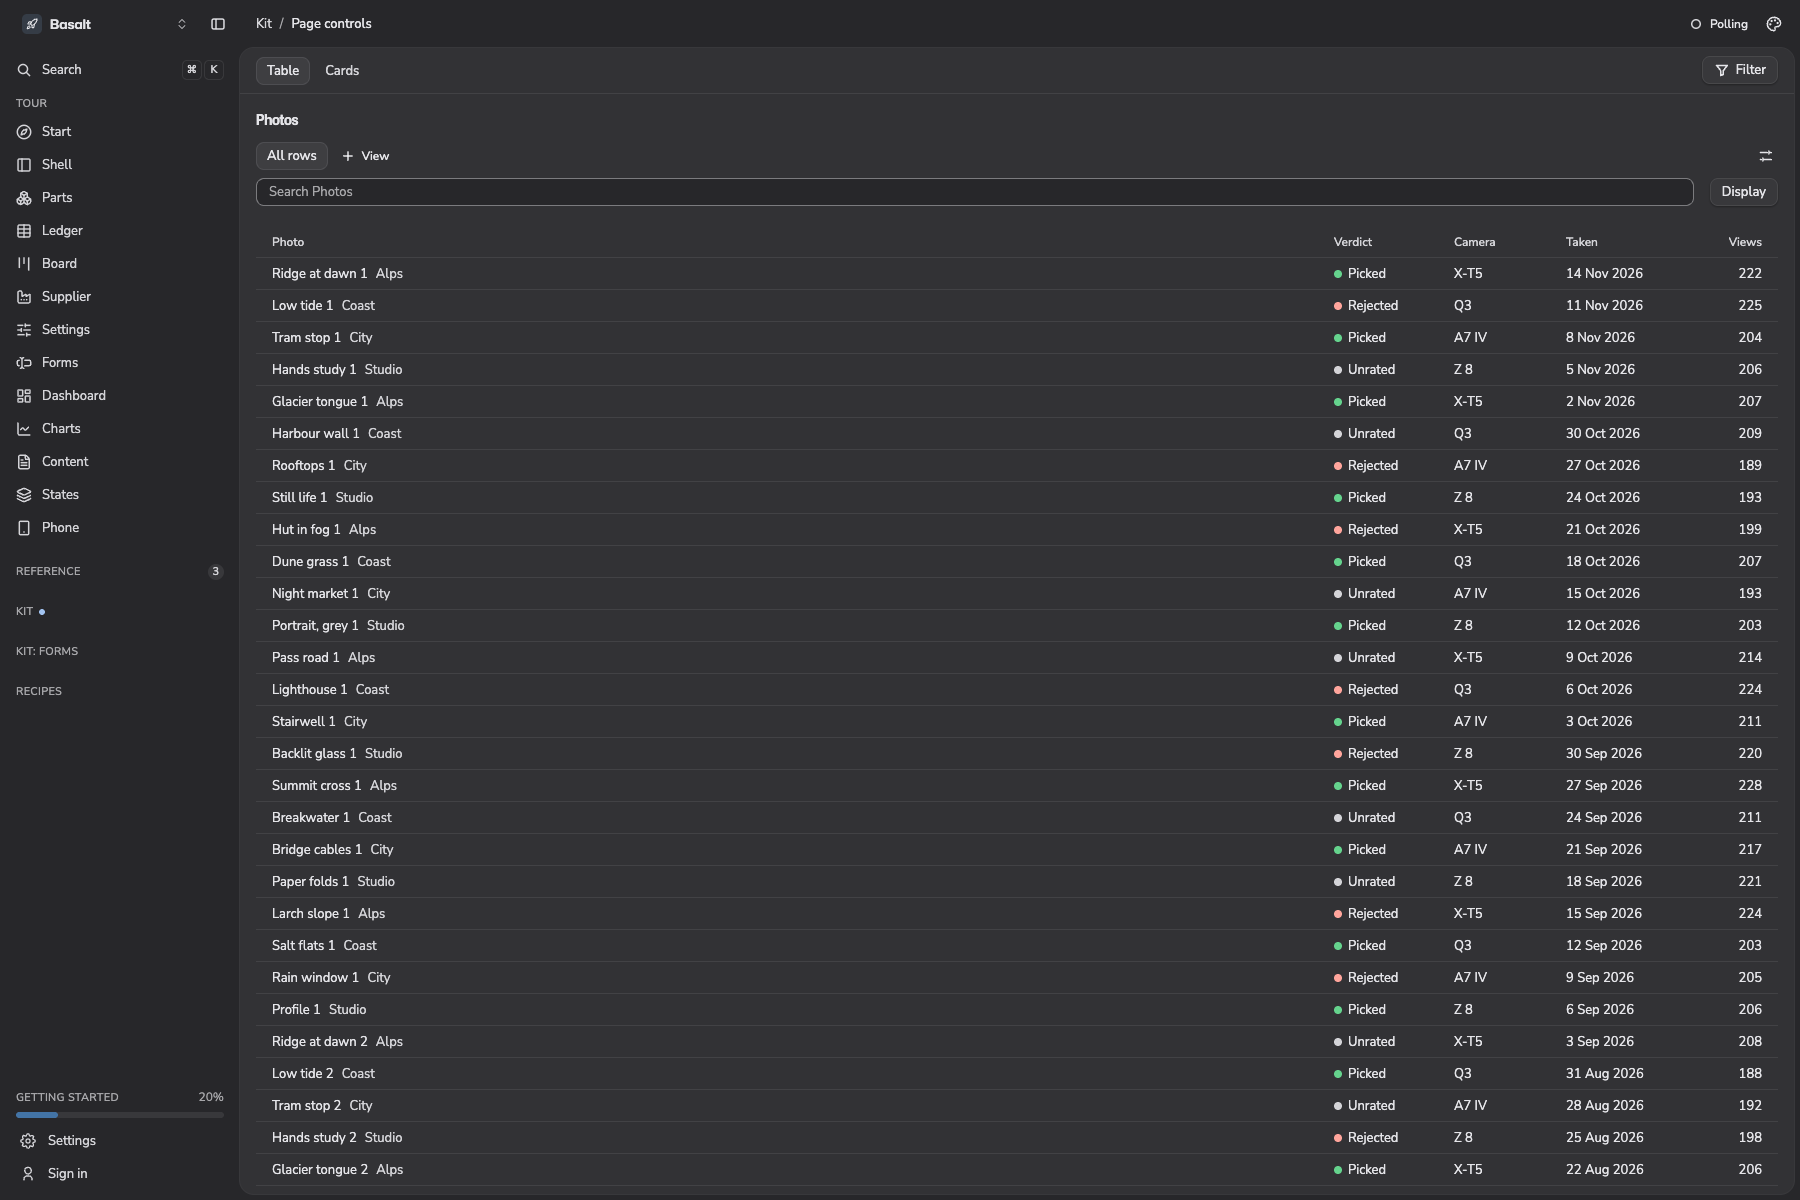 Basalt
Kit / Page controls
Polling
Search ⌘ K
TOUR
Start
Shell
Parts
Ledger
Board
Supplier
Settings
Forms
Dashboard
Charts
Content
States
Phone
REFERENCE 3
KIT
KIT: FORMS
RECIPES
GETTING STARTED 20%
Settings
Sign in
Table Cards Filter
Photos
All rows + View
Search Photos Display
Photo Verdict Camera Taken Views
Ridge at dawn 1 Alps Picked X-T5 14 Nov 2026 222
Low tide 1 Coast Rejected Q3 11 Nov 2026 225
Tram stop 1 City Picked A7 IV 8 Nov 2026 204
Hands study 1 Studio Unrated Z 8 5 Nov 2026 206
Glacier tongue 1 Alps Picked X-T5 2 Nov 2026 207
Harbour wall 1 Coast Unrated Q3 30 Oct 2026 209
Rooftops 1 City Rejected A7 IV 27 Oct 2026 189
Still life 1 Studio Picked Z 8 24 Oct 2026 193
Hut in fog 1 Alps Rejected X-T5 21 Oct 2026 199
Dune grass 1 Coast Picked Q3 18 Oct 2026 207
Night market 1 City Unrated A7 IV 15 Oct 2026 193
Portrait, grey 1 Studio Picked Z 8 12 Oct 2026 203
Pass road 1 Alps Unrated X-T5 9 Oct 2026 214
Lighthouse 1 Coast Rejected Q3 6 Oct 2026 224
Stairwell 1 City Picked A7 IV 3 Oct 2026 211
Backlit glass 1 Studio Rejected Z 8 30 Sep 2026 220
Summit cross 1 Alps Picked X-T5 27 Sep 2026 228
Breakwater 1 Coast Unrated Q3 24 Sep 2026 211
Bridge cables 1 City Picked A7 IV 21 Sep 2026 217
Paper folds 1 Studio Unrated Z 8 18 Sep 2026 221
Larch slope 1 Alps Rejected X-T5 15 Sep 2026 224
Salt flats 1 Coast Picked Q3 12 Sep 2026 203
Rain window 1 City Rejected A7 IV 9 Sep 2026 205
Profile 1 Studio Picked Z 8 6 Sep 2026 206
Ridge at dawn 2 Alps Unrated X-T5 3 Sep 2026 208
Low tide 2 Coast Picked Q3 31 Aug 2026 188
Tram stop 2 City Unrated A7 IV 28 Aug 2026 192
Hands study 2 Studio Rejected Z 8 25 Aug 2026 198
Glacier tongue 2 Alps Picked X-T5 22 Aug 2026 206